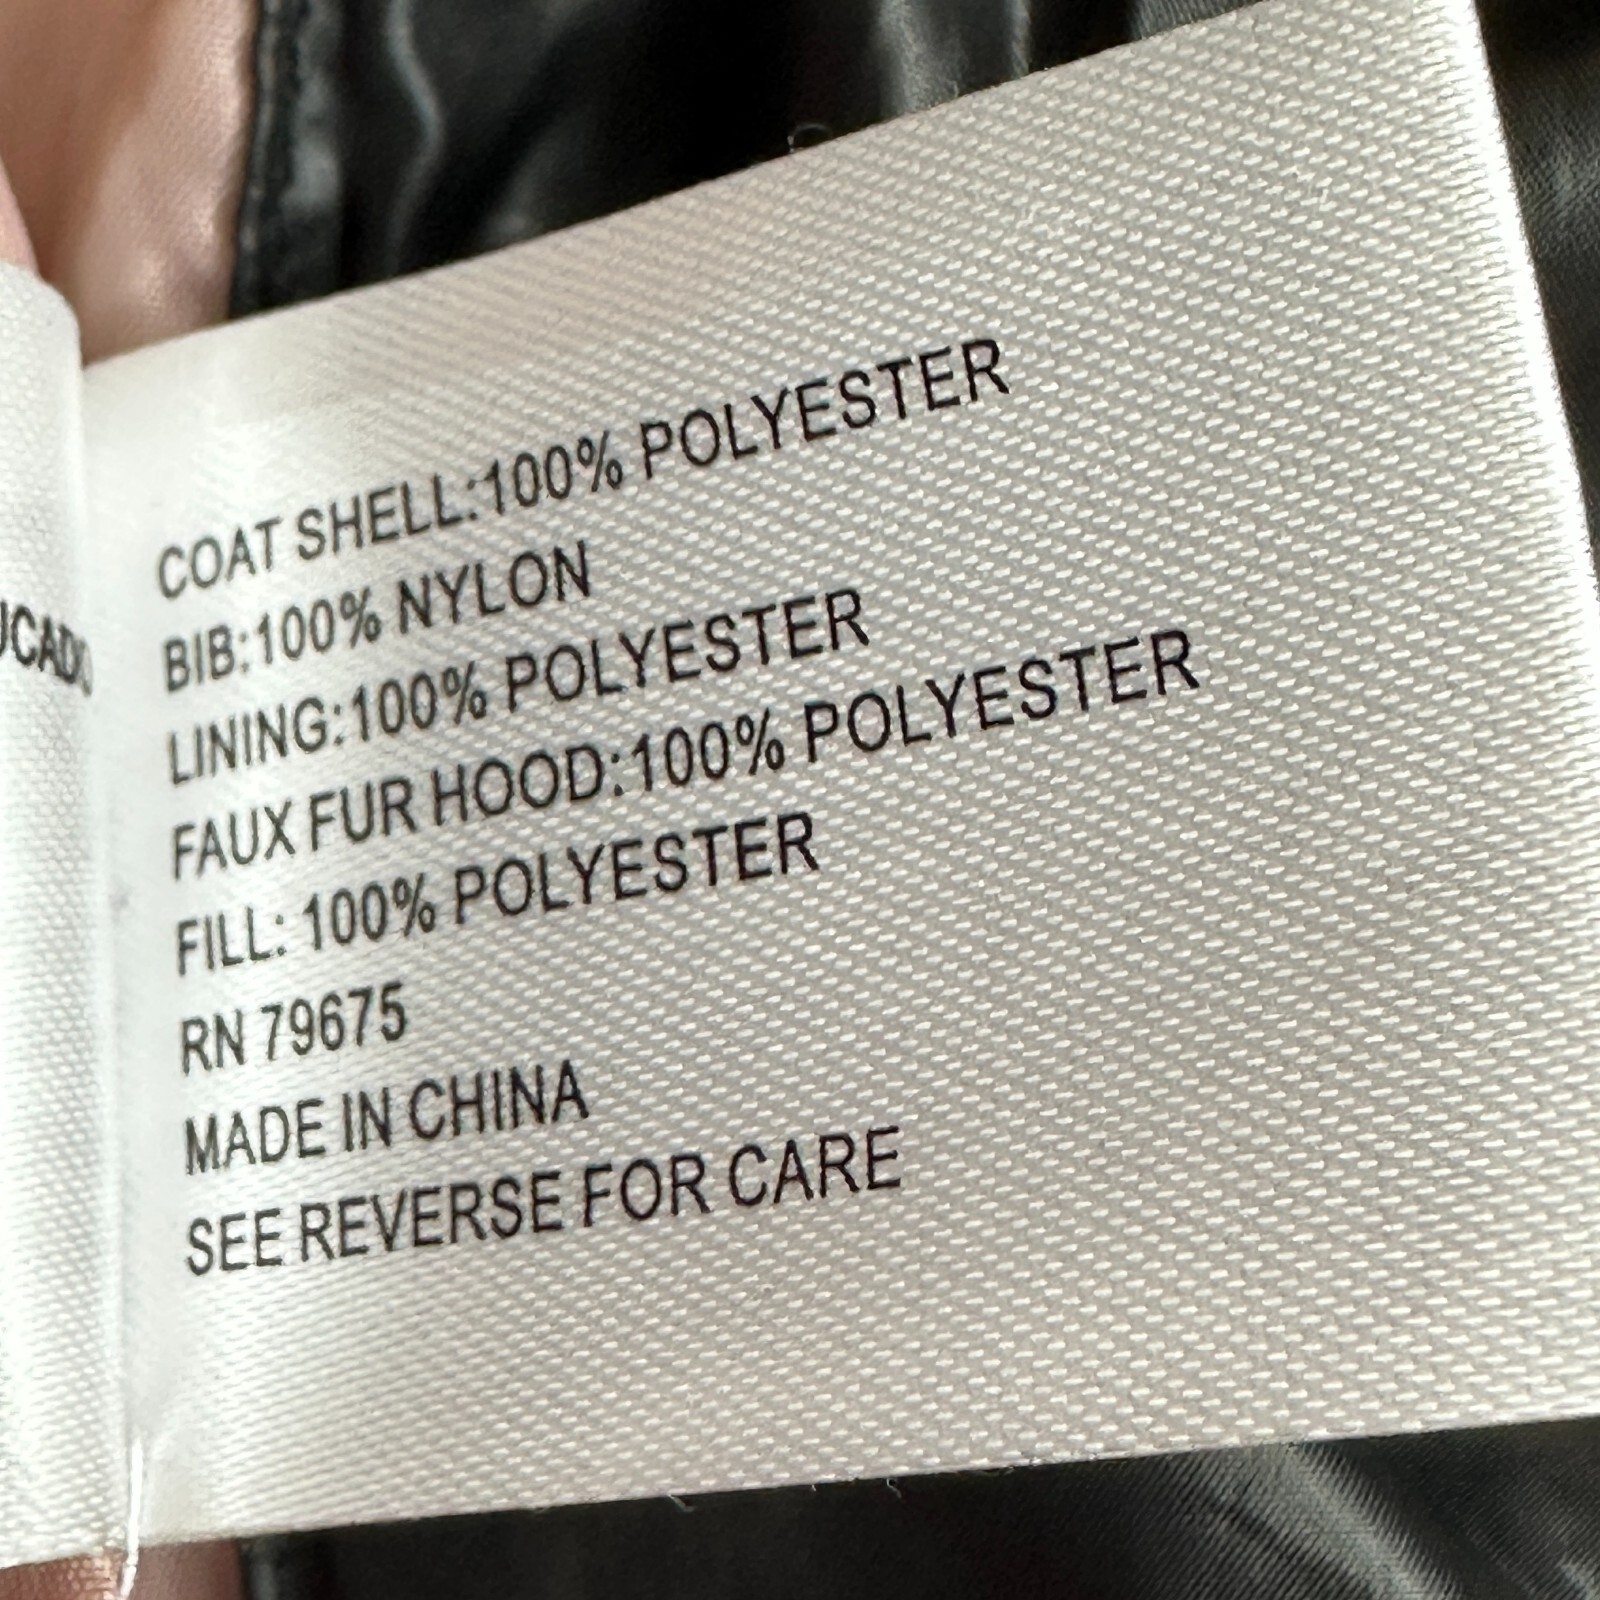 COAT SHELL:100% POLYESTER
BIB:100% NYLON
LINING:100% POLYESTER
FAUX FUR HOOD:100% POLYESTER
FILL: 100% POLYESTER
RN 79675
MADE IN CHINA
SEE REVERSE FOR CARE